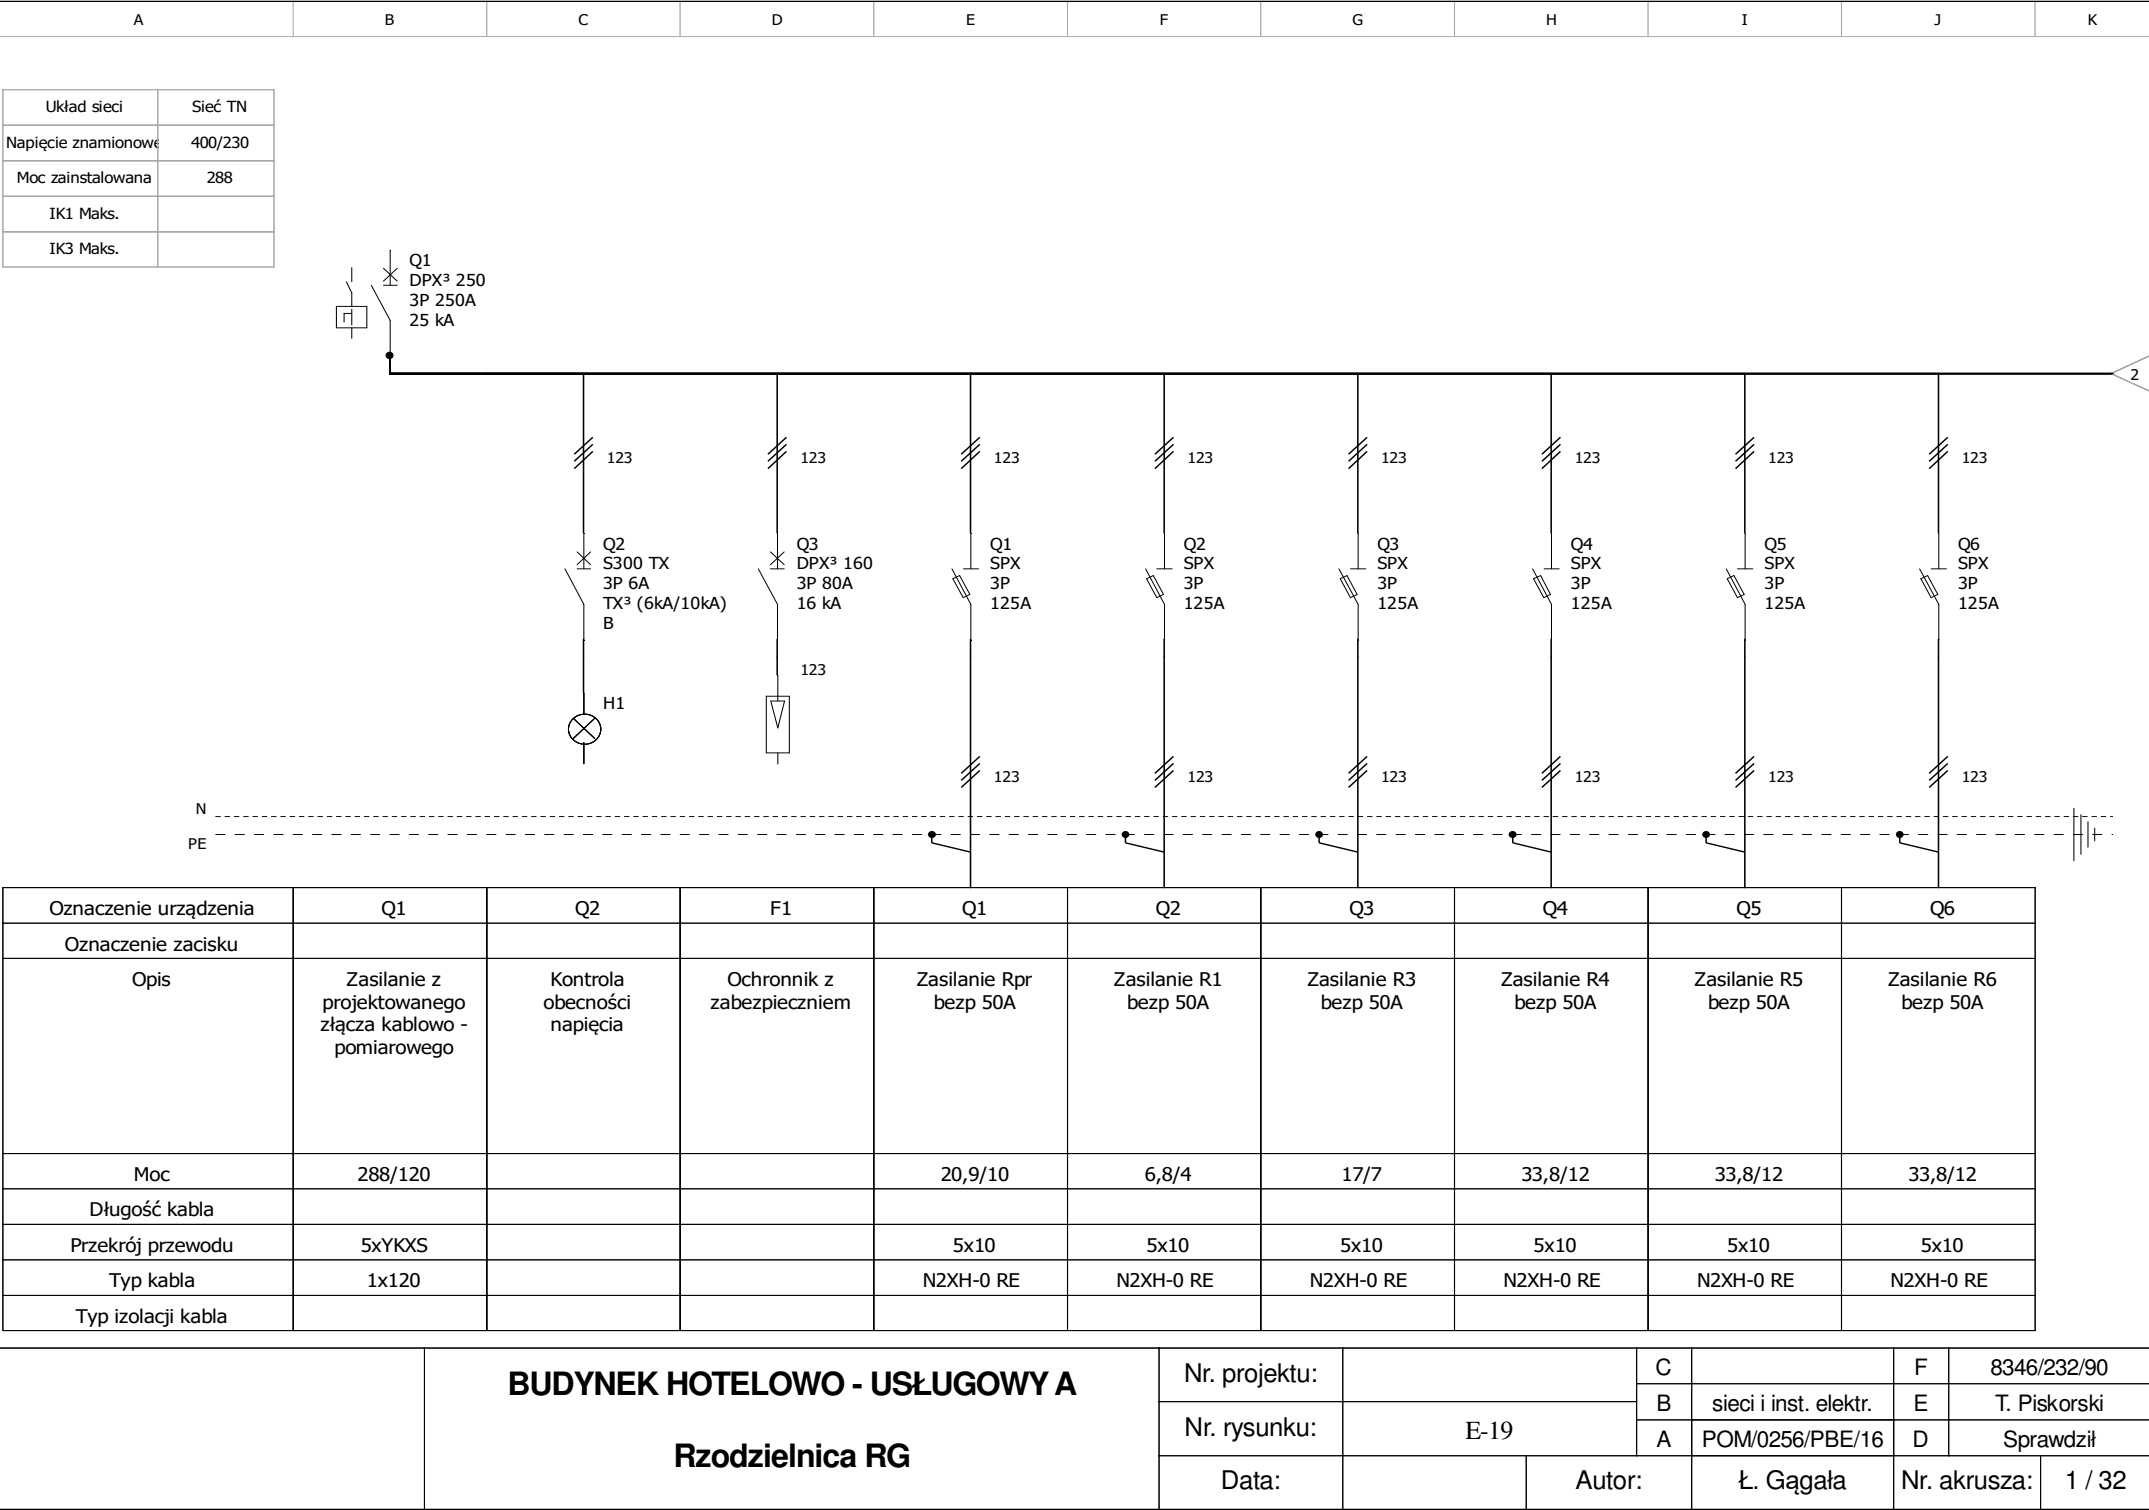 A B C D E F G H I J K
Układ sieci Sieć TN
Napięcie znamionowe 400/230
Moc zainstalowana 288
IK1 Maks.
IK3 Maks.
Q1
DPX³ 250
3P 250A
25 kA
2
123 123 123 123 123 123 123 123
Q2
S300 TX
3P 6A
TX³ (6kA/10kA)
B
Q3
DPX³ 160
3P 80A
16 kA
Q1
SPX
3P
125A
Q2
SPX
3P
125A
Q3
SPX
3P
125A
Q4
SPX
3P
125A
Q5
SPX
3P
125A
Q6
SPX
3P
125A
123
H1
123 123 123 123 123 123
N
PE
Oznaczenie urządzenia Q1 Q2 F1 Q1 Q2 Q3 Q4 Q5 Q6
Oznaczenie zacisku
Opis
Zasilanie z
projektowanego
złącza kablowo -
pomiarowego
Kontrola
obecności
napięcia
Ochronnik z
zabezpieczniem
Zasilanie Rpr
bezp 50A
Zasilanie R1
bezp 50A
Zasilanie R3
bezp 50A
Zasilanie R4
bezp 50A
Zasilanie R5
bezp 50A
Zasilanie R6
bezp 50A
Moc 288/120 20,9/10 6,8/4 17/7 33,8/12 33,8/12 33,8/12
Długość kabla
Przekrój przewodu 5xYKXS 5x10 5x10 5x10 5x10 5x10 5x10
Typ kabla 1x120 N2XH-0 RE N2XH-0 RE N2XH-0 RE N2XH-0 RE N2XH-0 RE N2XH-0 RE
Typ izolacji kabla
BUDYNEK HOTELOWO - USŁUGOWY A
Rzodzielnica RG
Nr. projektu:
Nr. rysunku: E-19
C F 8346/232/90
B sieci i inst. elektr. E T. Piskorski
A POM/0256/PBE/16 D Sprawdził
Data: Autor: Ł. Gągała Nr. akrusza: 1 / 32